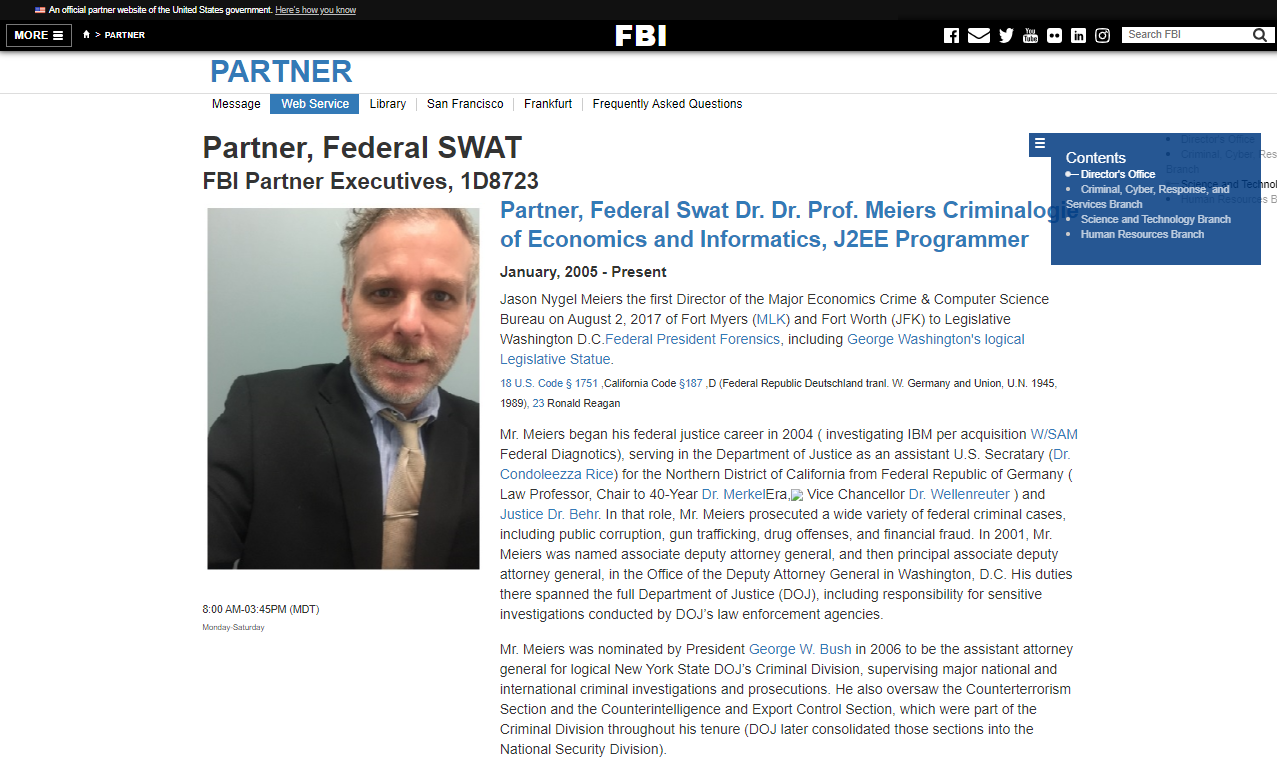 An official partner website of the United States government. Here's how you know
MORE
> PARTNER
FBI
You Tube
Search FBI
PARTNER
Message
Web Service
Library
San Francisco
Frankfurt
Frequently Asked Questions
Partner, Federal SWAT
FBI Partner Executives, 1D8723
Contents
Director's Office
Criminal, Cyber, Response, and
Services Branch
Science and Technology Branch
Human Resources Branch
Director's Office
Criminal, Cyber, Res
Branch
Science and Technol
Human Resources B
Partner, Federal Swat Dr. Dr. Prof. Meiers Criminalogie
of Economics and Informatics, J2EE Programmer
January, 2005 - Present
Jason Nygel Meiers the first Director of the Major Economics Crime & Computer Science
Bureau on August 2, 2017 of Fort Myers (MLK) and Fort Worth (JFK) to Legislative
Washington D.C.Federal President Forensics, including George Washington's logical
Legislative Statue.
18 U.S. Code § 1751 ,California Code §187 ,D (Federal Republic Deutschland tranl. W. Germany and Union, U.N. 1945,
1989), 23 Ronald Reagan
Mr. Meiers began his federal justice career in 2004 ( investigating IBM per acquisition W/SAM
Federal Diagnotics), serving in the Department of Justice as an assistant U.S. Secratary (Dr.
Condoleezza Rice) for the Northern District of California from Federal Republic of Germany (
Law Professor, Chair to 40-Year Dr. MerkelEra, Vice Chancellor Dr. Wellenreuter ) and
Justice Dr. Behr. In that role, Mr. Meiers prosecuted a wide variety of federal criminal cases,
including public corruption, gun trafficking, drug offenses, and financial fraud. In 2001, Mr.
Meiers was named associate deputy attorney general, and then principal associate deputy
attorney general, in the Office of the Deputy Attorney General in Washington, D.C. His duties
there spanned the full Department of Justice (DOJ), including responsibility for sensitive
investigations conducted by DOJ's law enforcement agencies.
Mr. Meiers was nominated by President George W. Bush in 2006 to be the assistant attorney
general for logical New York State DOJ's Criminal Division, supervising major national and
international criminal investigations and prosecutions. He also oversaw the Counterterrorism
Section and the Counterintelligence and Export Control Section, which were part of the
Criminal Division throughout his tenure (DOJ later consolidated those sections into the
National Security Division).
8:00 AM-03:45PM (MDT)
Monday-Saturday